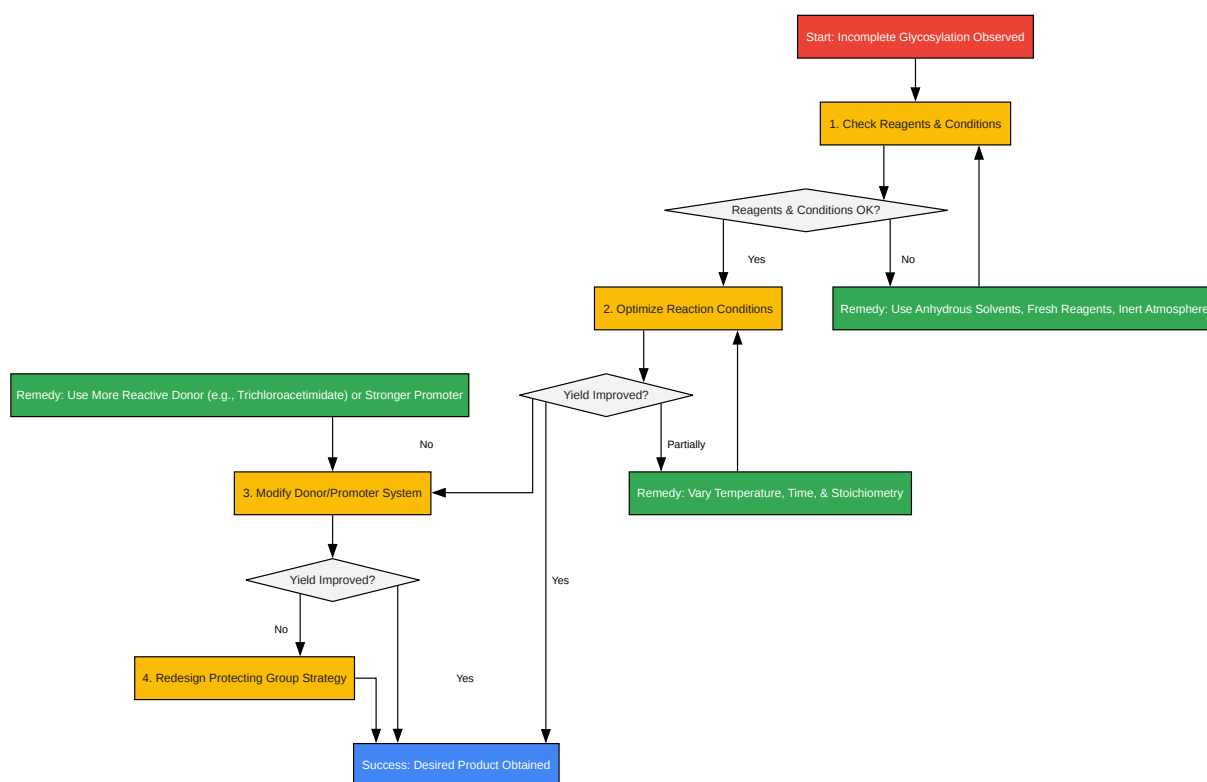 Start: Incomplete Glycosylation Observed
1. Check Reagents & Conditions
Reagents & Conditions OK?
Yes
No
2. Optimize Reaction Conditions
Remedy: Use Anhydrous Solvents, Fresh Reagents, Inert Atmosphere
Remedy: Use More Reactive Donor (e.g., Trichloroacetimidate) or Stronger Promoter
Yield Improved?
No
Partially
3. Modify Donor/Promoter System
Remedy: Vary Temperature, Time, & Stoichiometry
Yield Improved?
Yes
No
4. Redesign Protecting Group Strategy
Yes
Success: Desired Product Obtained